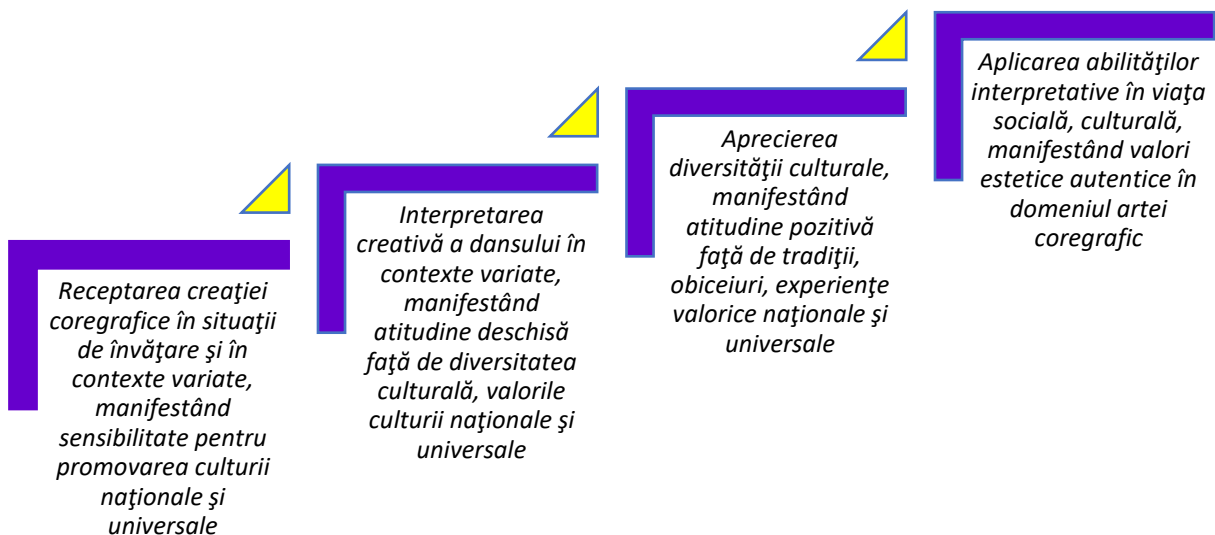 Receptarea creaţiei
coregrafice în situaţii
de învăţare şi în
contexte variate,
manifestând
sensibilitate pentru
promovarea culturii
naţionale şi
universale
Interpretarea
creativă a dansului în
contexte variate,
manifestând
atitudine deschisă
faţă de diversitatea
culturală, valorile
culturii naţionale şi
universale
Aprecierea
diversităţii culturale,
manifestând
atitudine pozitivă
faţă de tradiţii,
obiceiuri, experienţe
valorice naţionale şi
universale
Aplicarea abilităţilor
interpretative în viaţa
socială, culturală,
manifestând valori
estetice autentice în
domeniul artei
coregrafic